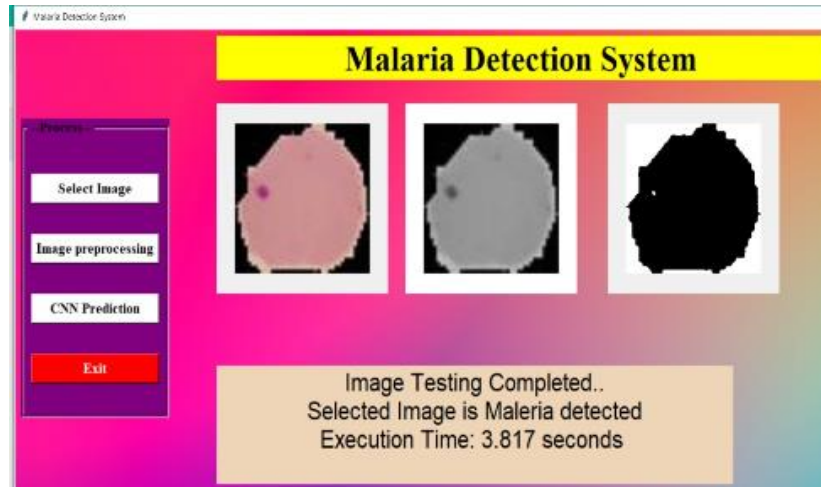 Malaria Detection System
Malaria Detection System
--Process--
Select Image
Image preprocessing
CNN Prediction
Exit
Image Testing Completed..
Selected Image is Maleria detected
Execution Time: 3.817 seconds